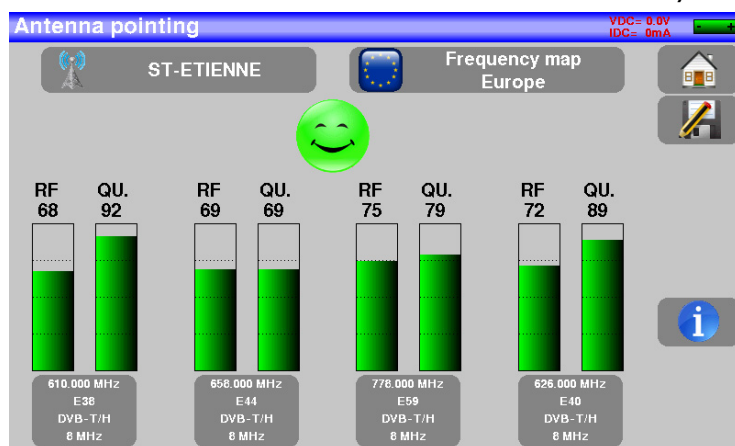 Antenna pointing
VDC= 0.0V
IDC= 0mA
- +
ST-ETIENNE
Frequency map
Europe
RF QU. RF QU. RF QU. RF QU.
68 92 69 69 75 79 72 89
610.000 MHz 658.000 MHz 778.000 MHz 626.000 MHz
E38 E44 E59 E40
DVB-T/H DVB-T/H DVB-T/H DVB-T/H
8 MHz 8 MHz 8 MHz 8 MHz
i